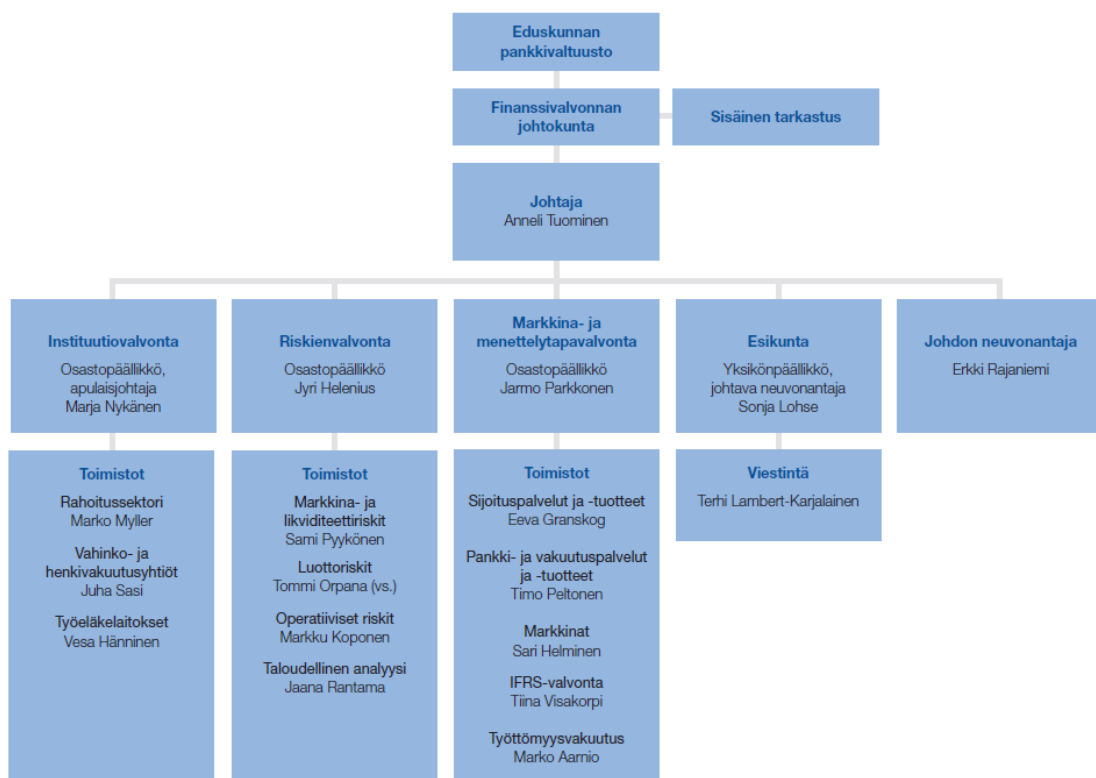 Eduskunnan
pankkivaltuusto
Finanssivalvonnan
johtokunta
Sisäinen tarkastus
Johtaja
Anneli Tuominen
Instituutiovalvonta
Osastopäällikkö,
apulaisjohtaja
Marja Nykänen
Riskienvalvonta
Osastopäällikkö
Jyri Helenius
Markkina- ja
menettelytapavalvonta
Osastopäällikkö
Jarmo Parkkonen
Esikunta
Yksikönpäällikkö,
johtava neuvonantaja
Sonja Lohse
Johdon neuvonantaja
Erkki Rajaniemi
Toimistot
Rahoitussektori
Marko Myller
Vahinko- ja
henkivakuutusyhtiöt
Juha Sasi
Työeläkelaitokset
Vesa Hänninen
Toimistot
Markkina- ja
likviditeettiriskit
Sami Pyykönen
Luottoriskit
Tommi Orpana (vs.)
Operatiiviset riskit
Markku Koponen
Taloudellinen analyysi
Jaana Rantama
Toimistot
Sijoituspalvelut ja -tuotteet
Eeva Granskog
Pankki- ja vakuutuspalvelut
ja -tuotteet
Timo Peltonen
Markkinat
Sari Helminen
IFRS-valvonta
Tiina Visakorpi
Työttömyysvakuutus
Marko Aarnio
Viestintä
Terhi Lambert-Karjalainen